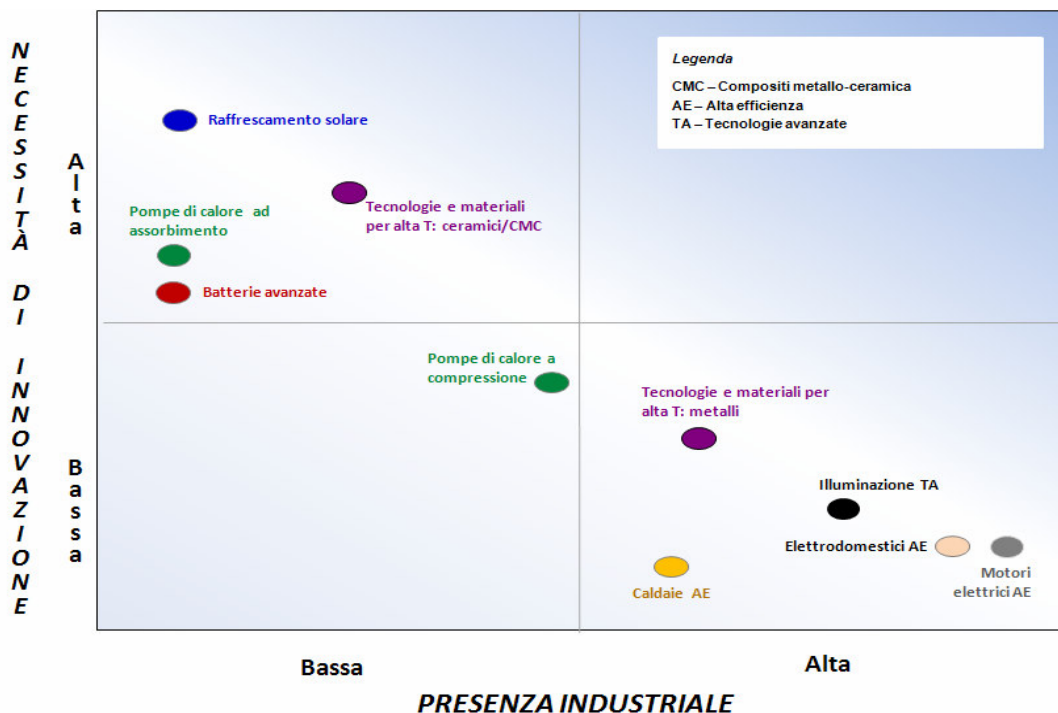 NECESSITÀ DI INNOVAZIONE
Alta
Bassa
Legenda
CMC – Compositi metallo-ceramica
AE – Alta efficienza
TA – Tecnologie avanzate
Raffrescamento solare
Tecnologie e materiali
per alta T: ceramici/CMC
Pompe di calore ad
assorbimento
Batterie avanzate
Pompe di calore a
compressione
Tecnologie e materiali per
alta T: metalli
Illuminazione TA
Elettrodomestici AE
Motori
elettrici AE
Caldaie AE
Bassa
Alta
PRESENZA INDUSTRIALE